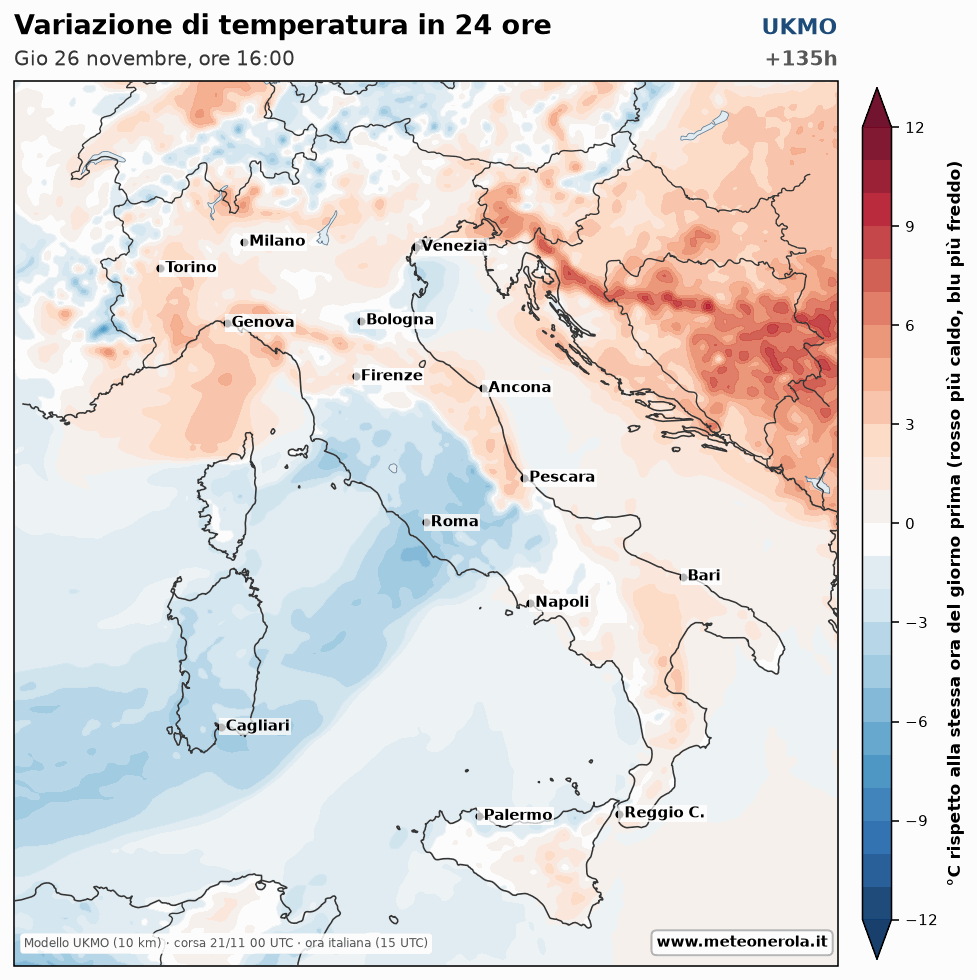 Variazione di temperatura in 24 ore
UKMO
Gio 26 novembre, ore 16:00
+135h
Milano
Venezia
Torino
Genova
Bologna
Firenze
Ancona
Pescara
Roma
Bari
Napoli
Cagliari
Palermo
Reggio C.
12
9
6
3
0
−3
−6
−9
−12
°C rispetto alla stessa ora del giorno prima (rosso più caldo, blu più freddo)
Modello UKMO (10 km) · corsa 21/11 00 UTC · ora italiana (15 UTC)
www.meteonerola.it